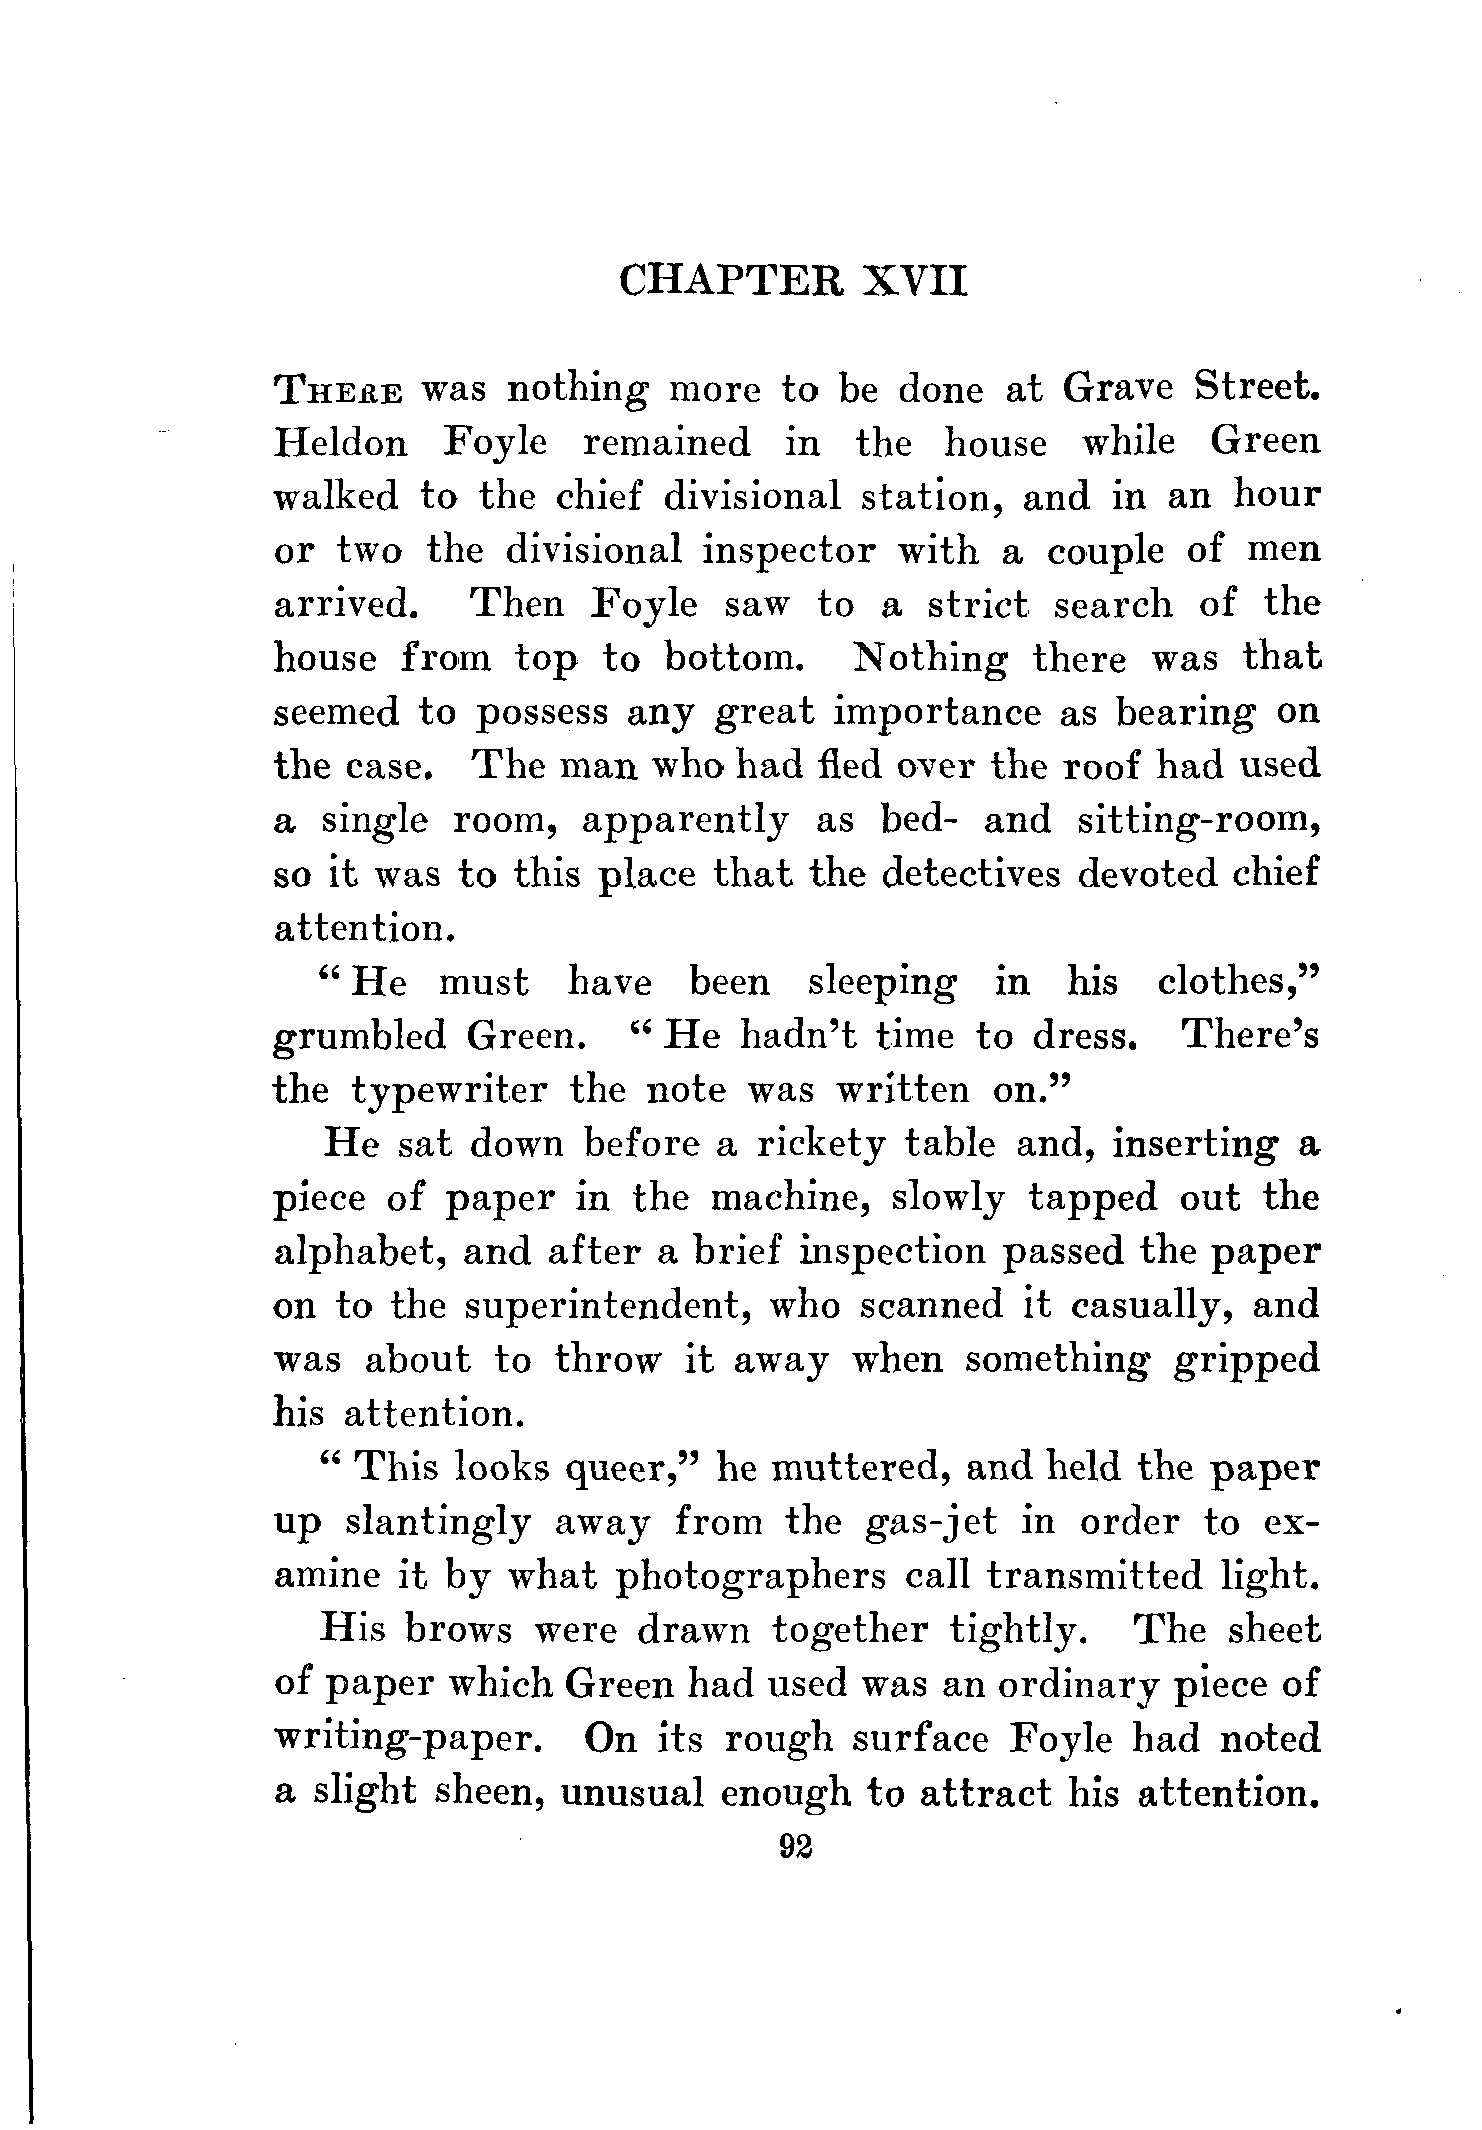 CHAPTER XVII
THERE was nothing more to be done at Grave Street.
Heldon Foyle remained in the house while Green
walked to the chief divisional station, and in an hour
or two the divisional inspector with a couple of men
arrived. Then Foyle saw to a strict search of the
house from top to bottom. Nothing there was that
seemed to possess any great importance as bearing on
the case. The man who had fled over the roof had used
a single room, apparently as bed- and sitting-room,
so it was to this place that the detectives devoted chief
attention.
“ He must have been sleeping in his clothes,”
grumbled Green. “ He hadn’t time to dress. There’s
the typewriter the note was written on.”
He sat down before a rickety table and, inserting a
piece of paper in the machine, slowly tapped out the
alphabet, and after a brief inspection passed the paper
on to the superintendent, who scanned it casually, and
was about to throw it away when something gripped
his attention.
“ This looks queer,” he muttered, and held the paper
up slantingly away from the gas-jet in order to ex-
amine it by what photographers call transmitted light.
His brows were drawn together tightly. The sheet
of paper which Green had used was an ordinary piece of
writing-paper. On its rough surface Foyle had noted
a slight sheen, unusual enough to attract his attention.
92